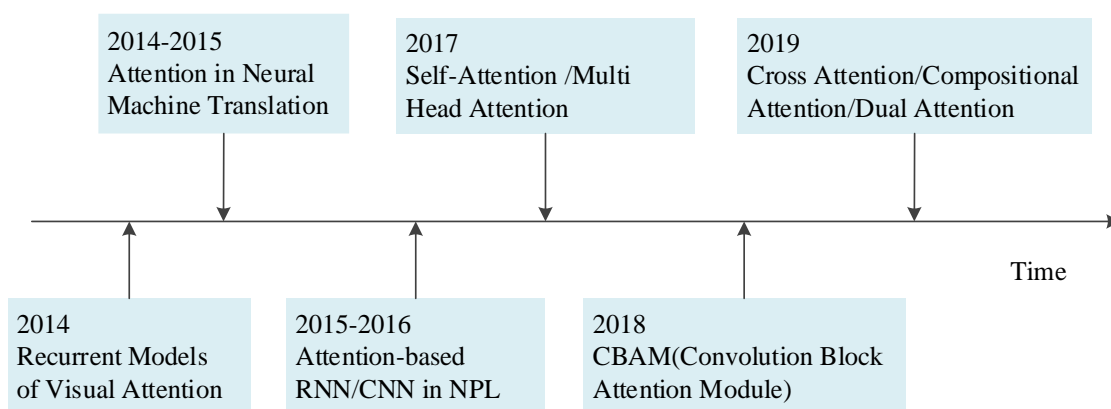 2014-2015
Attention in Neural
Machine Translation
2017
Self-Attention /Multi
Head Attention
2019
Cross Attention/Compositional
Attention/Dual Attention
Time
2014
Recurrent Models
of Visual Attention
2015-2016
Attention-based
RNN/CNN in NPL
2018
CBAM(Convolution Block
Attention Module)